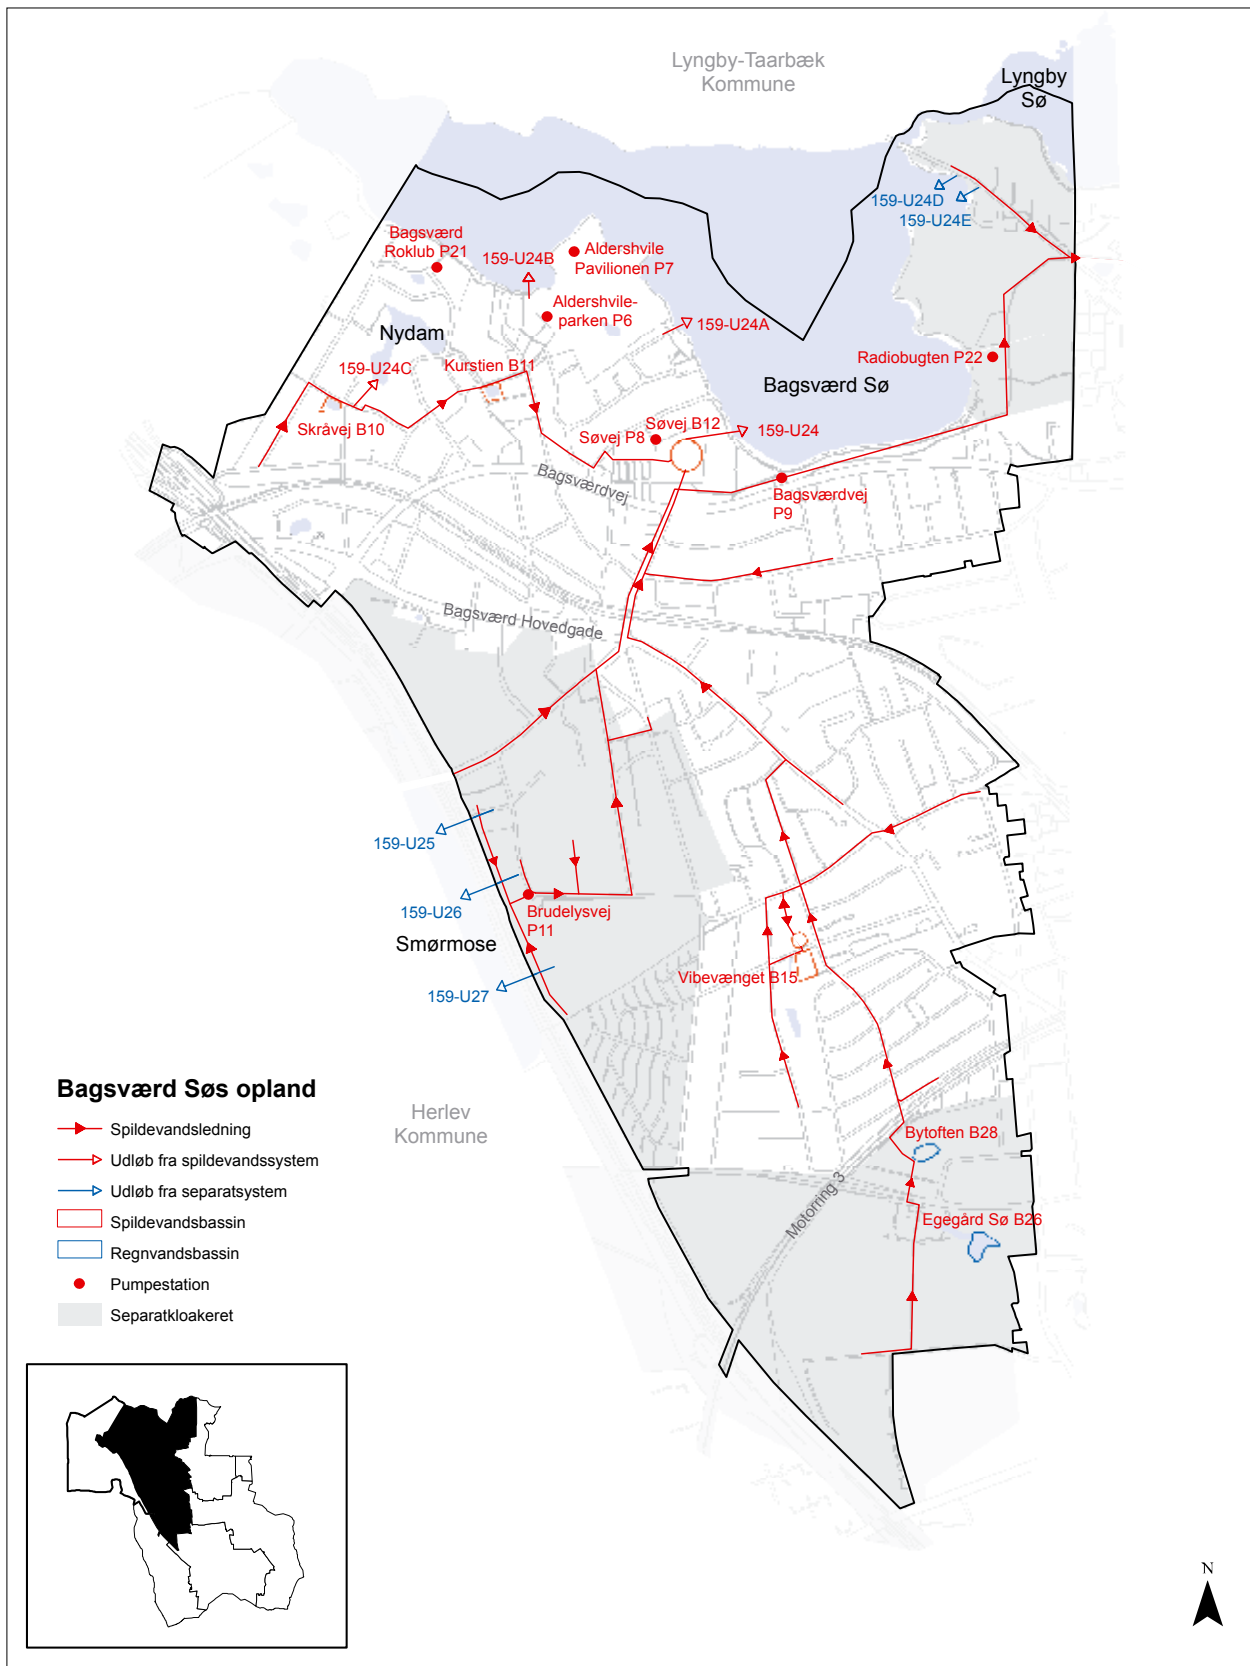 Lyngby-Taarbæk
Kommune
Lyngby
Sø
159-U24D
159-U24E
Bagsværd
Roklub P21
159-U24B
Aldershvile
Pavilionen P7
Aldershvile-
parken P6
159-U24A
Nydam
159-U24C
Kurstien B11
Radiobugten P22
Bagsværd Sø
Skråvej B10
Søvej P8
Søvej B12
159-U24
Bagsværdvej
Bagsværdvej
P9
Bagsværd Hovedgade
159-U25
159-U26
Brudelysvej
P11
Smørmose
159-U27
Vibevænget B15
Herlev
Kommune
Bytoften B28
Motorring 3
Egegård Sø B26
Bagsværd Søs opland
Spildevandsledning
Udløb fra spildevandssystem
Udløb fra separatsystem
Spildevandsbassin
Regnvandsbassin
Pumpestation
Separatkloakeret
N